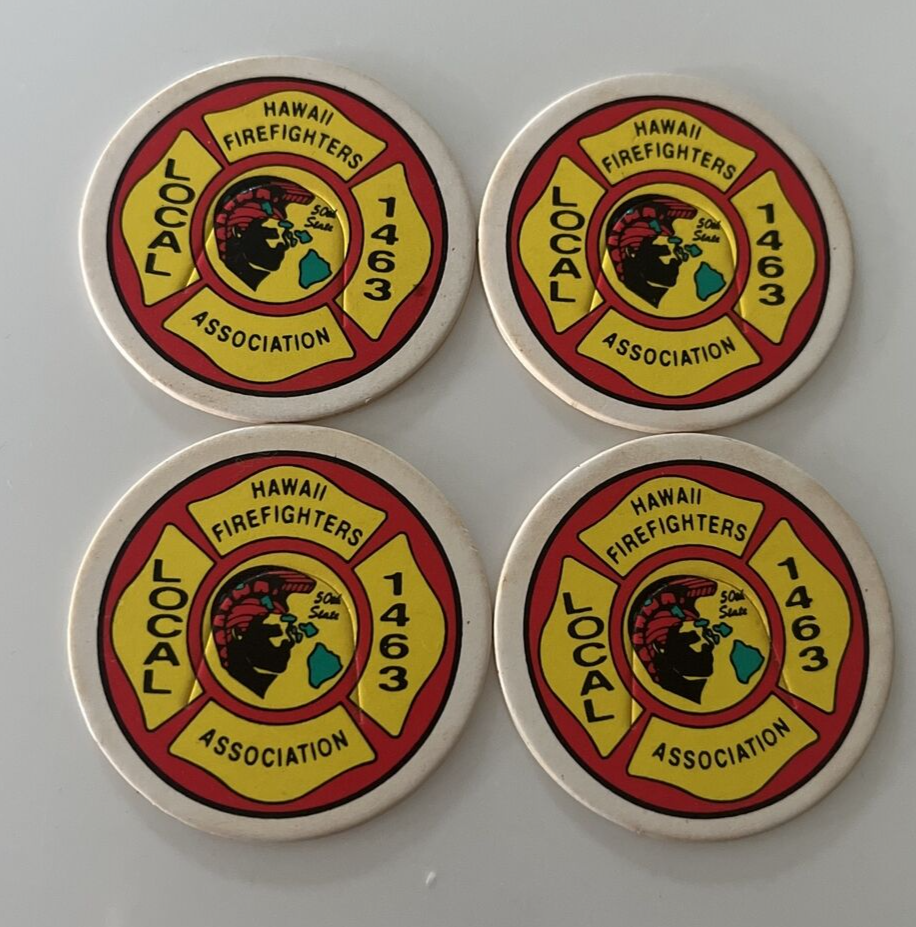 HAWAII
FIREFIGHTERS
LOCAL
50th
State
1463
ASSOCIATION
HAWAII
FIREFIGHTERS
LOCAL
50th
State
1463
ASSOCIATION
HAWAII
FIREFIGHTERS
LOCAL
50th
State
1463
ASSOCIATION
HAWAII
FIREFIGHTERS
LOCAL
50th
State
1463
ASSOCIATION